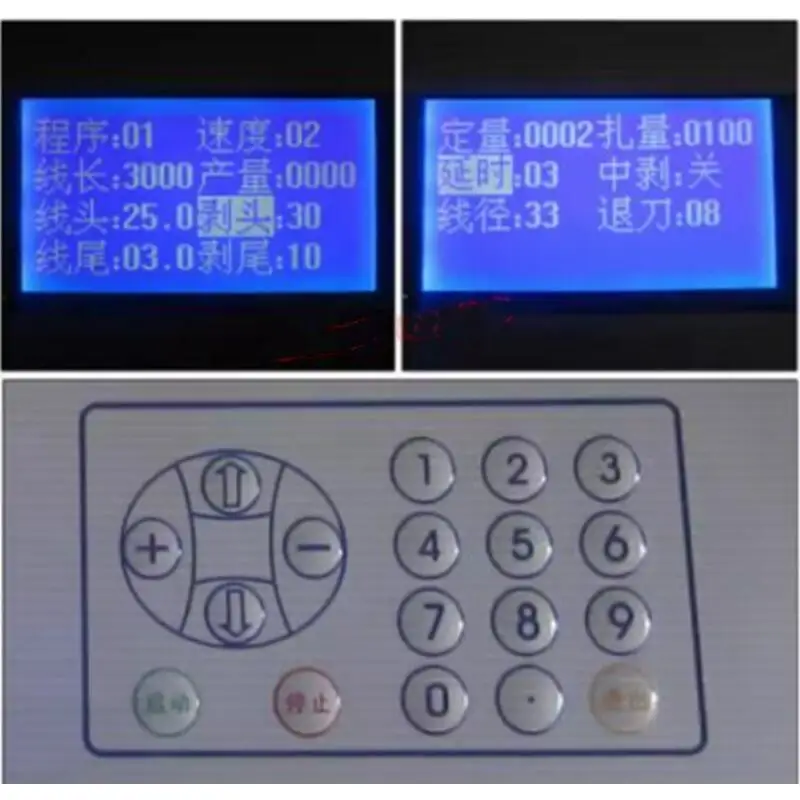 程序:01 速度:02
线长:3000 产量:0000
线头:25.0 剥头:30
线尾:03.0 剥尾:10
定量:0002 扎量:0100
延时:03 中剥:关
线径:33 退刀:08
1 2 3
+ - 4 5 6
7 8 9
启动 停止 0 ·